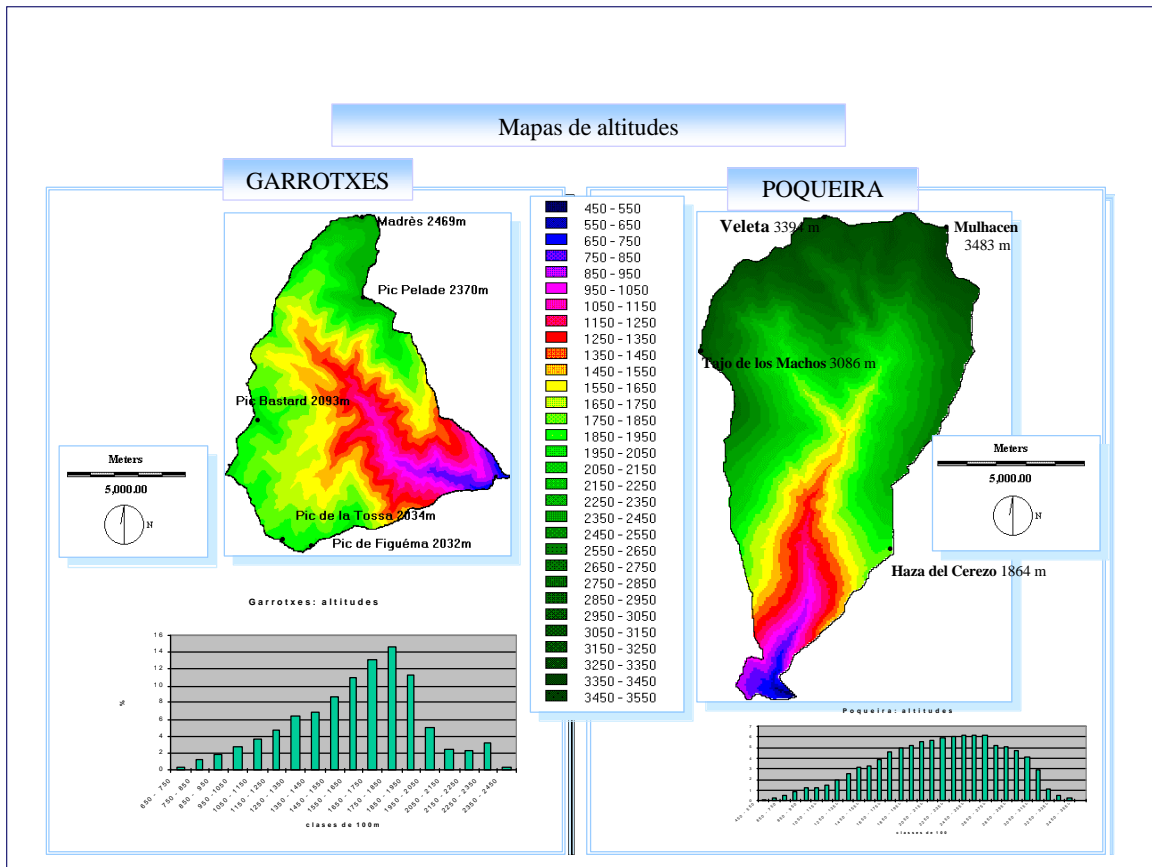 Mapas de altitudes
GARROTXES
Madrès 2469m
Pic Pelade 2370m
Pic Bastard 2093m
Pic de la Tossa 2034m
Pic de Figuéma 2032m
Meters
5,000.00
N
Garrotxes: altitudes
%
16
14
12
10
8
6
4
2
0
650 - 750
750 - 850
850 - 950
950 - 1050
1050 - 1150
1150 - 1250
1250 - 1350
1350 - 1450
1450 - 1550
1550 - 1650
1650 - 1750
1750 - 1850
1850 - 1950
1950 - 2050
2050 - 2150
2150 - 2250
2250 - 2350
2350 - 2450
clases de 100m
450 - 550
550 - 650
650 - 750
750 - 850
850 - 950
950 - 1050
1050 - 1150
1150 - 1250
1250 - 1350
1350 - 1450
1450 - 1550
1550 - 1650
1650 - 1750
1750 - 1850
1850 - 1950
1950 - 2050
2050 - 2150
2150 - 2250
2250 - 2350
2350 - 2450
2450 - 2550
2550 - 2650
2650 - 2750
2750 - 2850
2850 - 2950
2950 - 3050
3050 - 3150
3150 - 3250
3250 - 3350
3350 - 3450
3450 - 3550
POQUEIRA
Veleta 3394 m
Mulhacen
3483 m
Tajo de los Machos 3086 m
Haza del Cerezo 1864 m
Meters
5,000.00
N
Poqueira: altitudes
7
6
5
4
3
2
1
0
classes de 100